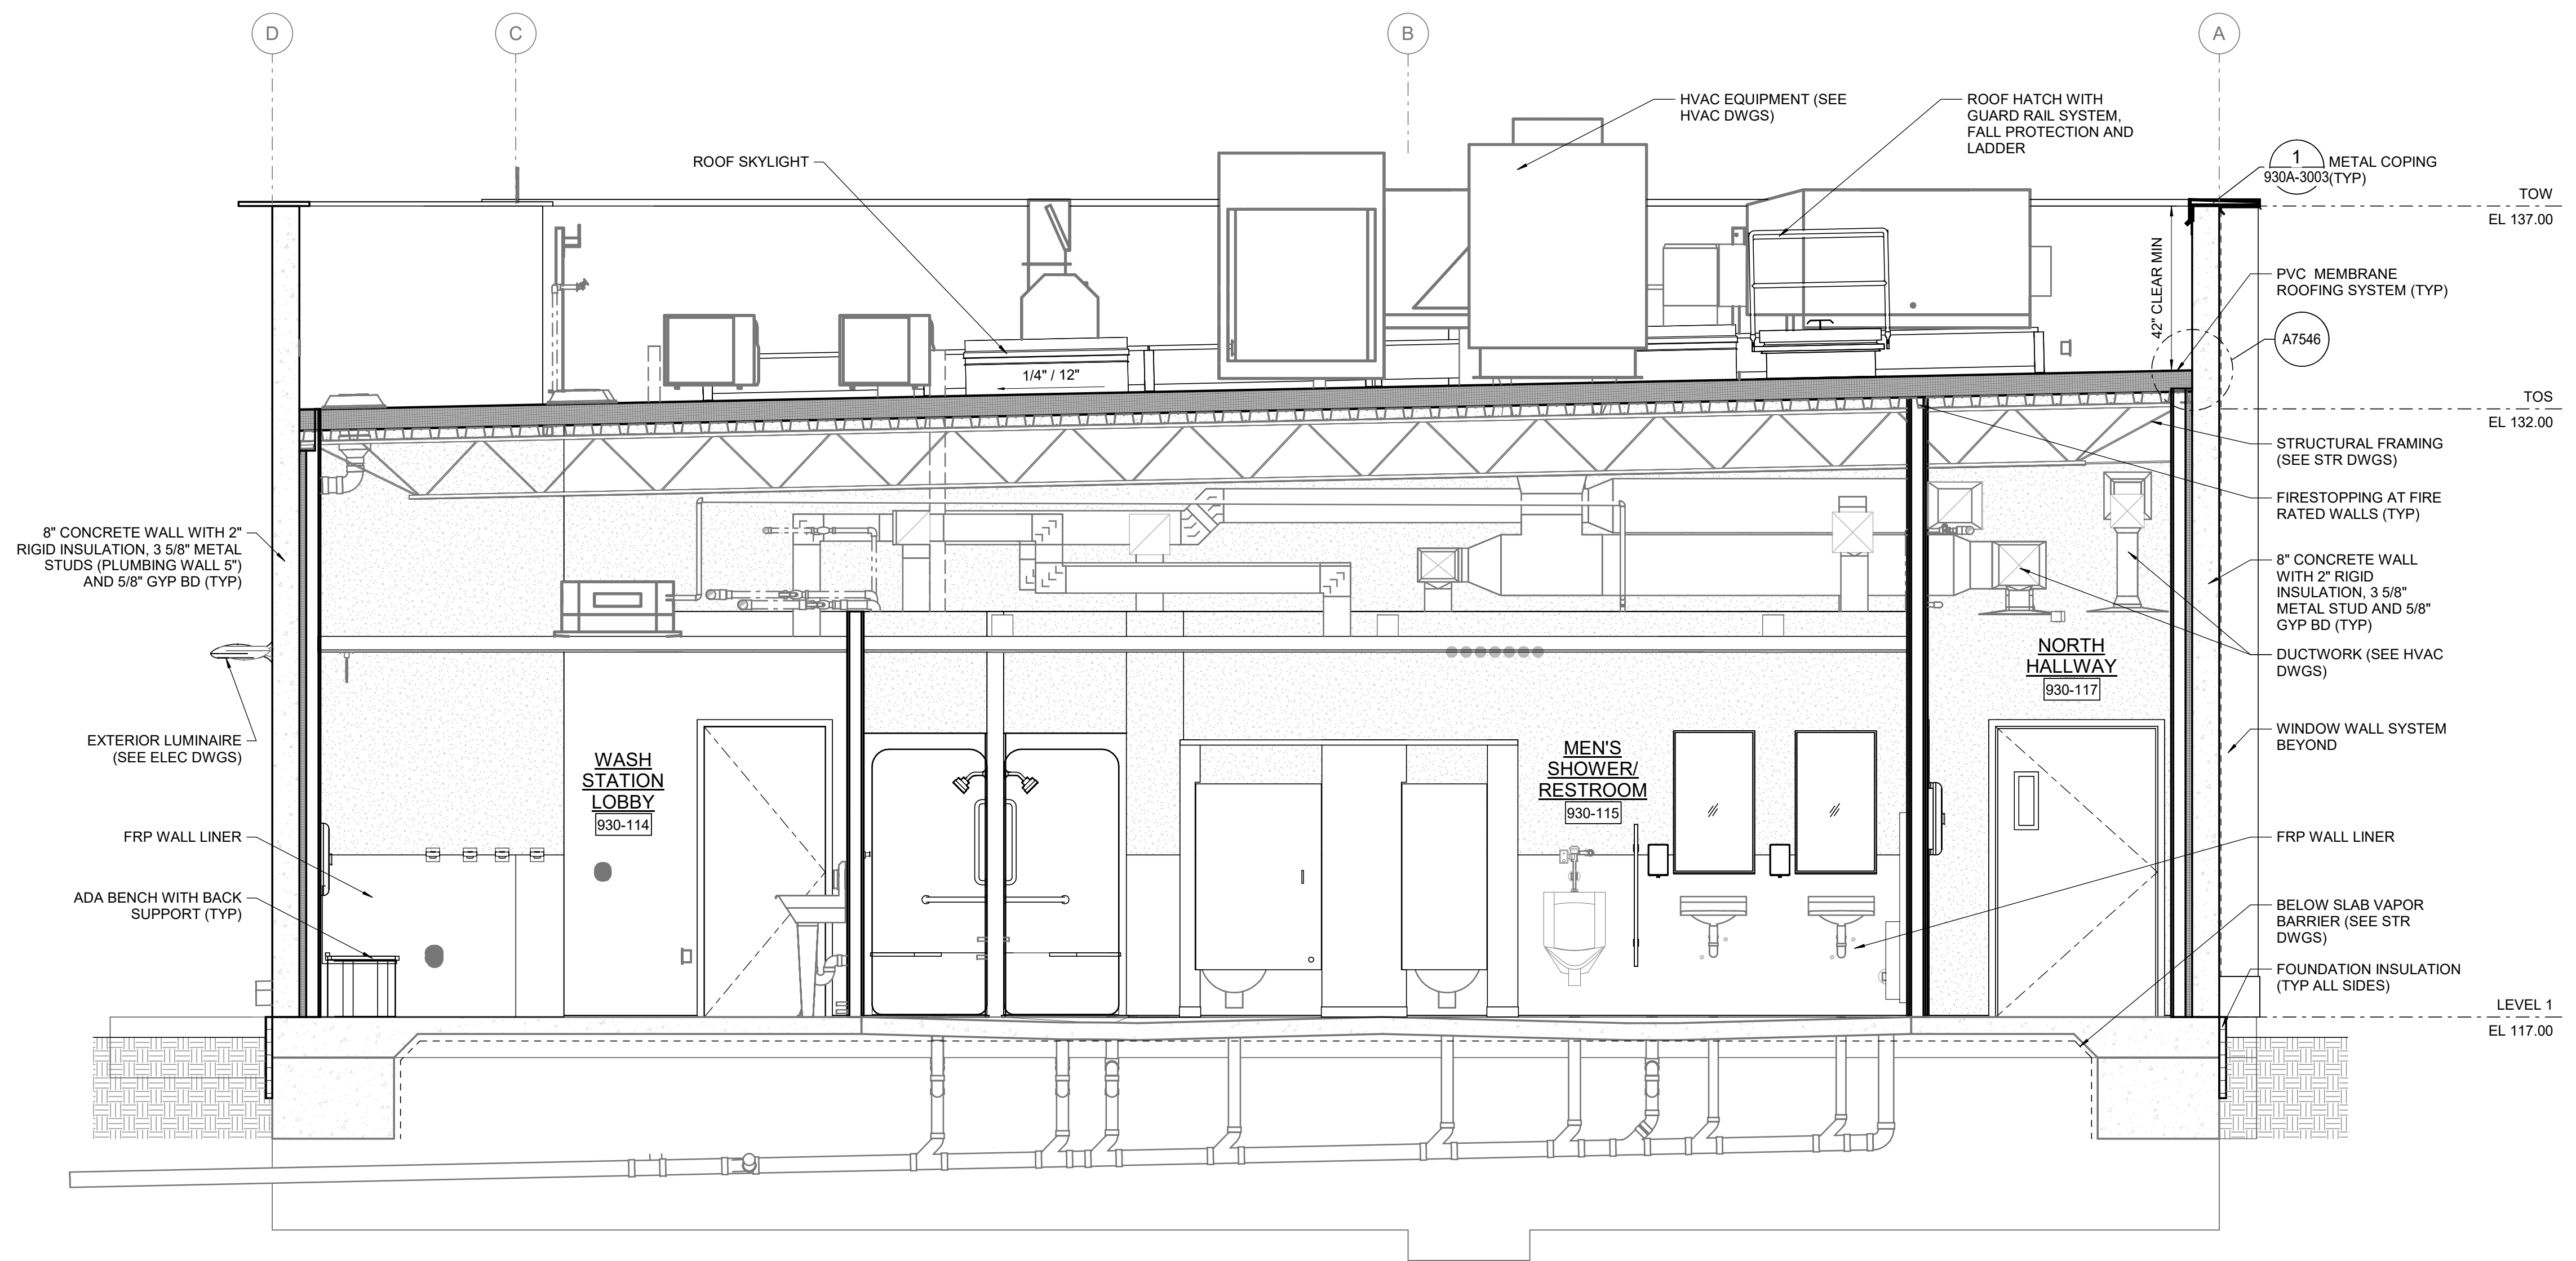 D
C
B
A
HVAC EQUIPMENT (SEE
HVAC DWGS)
ROOF HATCH WITH
GUARD RAIL SYSTEM,
FALL PROTECTION AND
LADDER
ROOF SKYLIGHT
1
930A-3003
METAL COPING
(TYP)
TOW
EL 137.00
42" CLEAR MIN
PVC MEMBRANE
ROOFING SYSTEM (TYP)
A7546
1/4" / 12"
TOS
EL 132.00
STRUCTURAL FRAMING
(SEE STR DWGS)
FIRESTOPPING AT FIRE
RATED WALLS (TYP)
8" CONCRETE WALL WITH 2"
RIGID INSULATION, 3 5/8" METAL
STUDS (PLUMBING WALL 5")
AND 5/8" GYP BD (TYP)
8" CONCRETE WALL
WITH 2" RIGID
INSULATION, 3 5/8"
METAL STUD AND 5/8"
GYP BD (TYP)
NORTH
HALLWAY
930-117
DUCTWORK (SEE HVAC
DWGS)
EXTERIOR LUMINAIRE
(SEE ELEC DWGS)
WASH
STATION
LOBBY
930-114
MEN'S
SHOWER/
RESTROOM
930-115
WINDOW WALL SYSTEM
BEYOND
FRP WALL LINER
FRP WALL LINER
ADA BENCH WITH BACK
SUPPORT (TYP)
BELOW SLAB VAPOR
BARRIER (SEE STR
DWGS)
FOUNDATION INSULATION
(TYP ALL SIDES)
LEVEL 1
EL 117.00